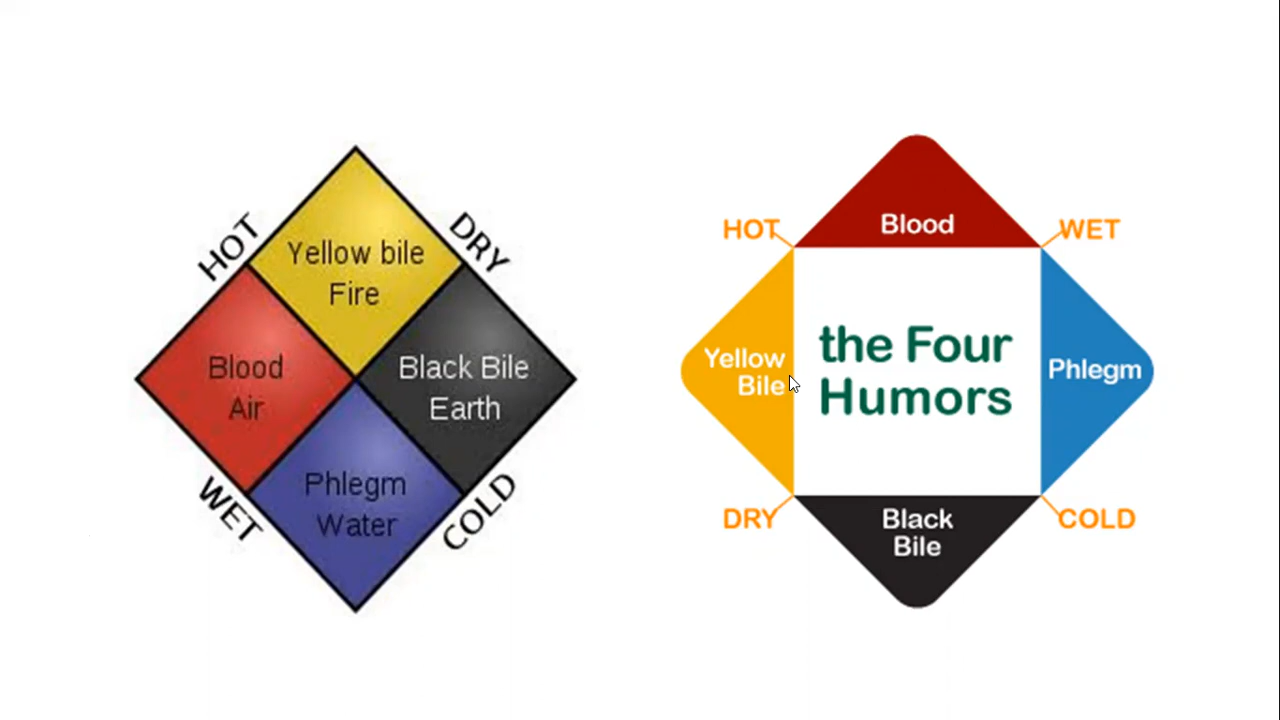 HOT
DRY
Yellow bile
Fire
Blood
Air
Black Bile
Earth
Phlegm
Water
WET
COLD
HOT
Blood
WET
Yellow
Bile
the Four
Humors
Phlegm
DRY
Black
Bile
COLD